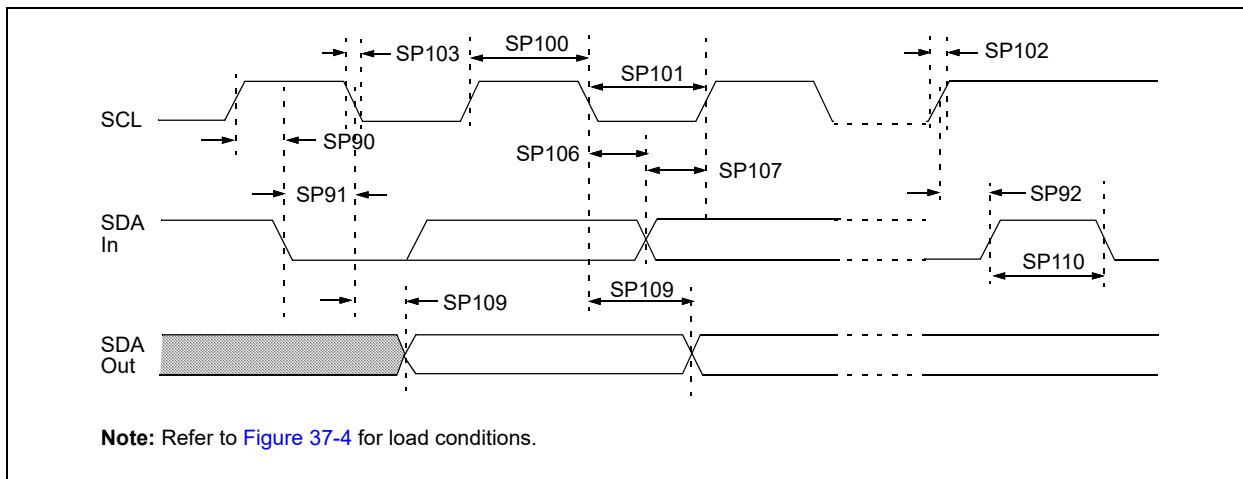 SP103
SP100
SP102
SP101
SCL
SP90
SP106
SP107
SP91
SP92
SDA
In
SP110
SP109
SP109
SDA
Out
Note: Refer to Figure 37-4 for load conditions.